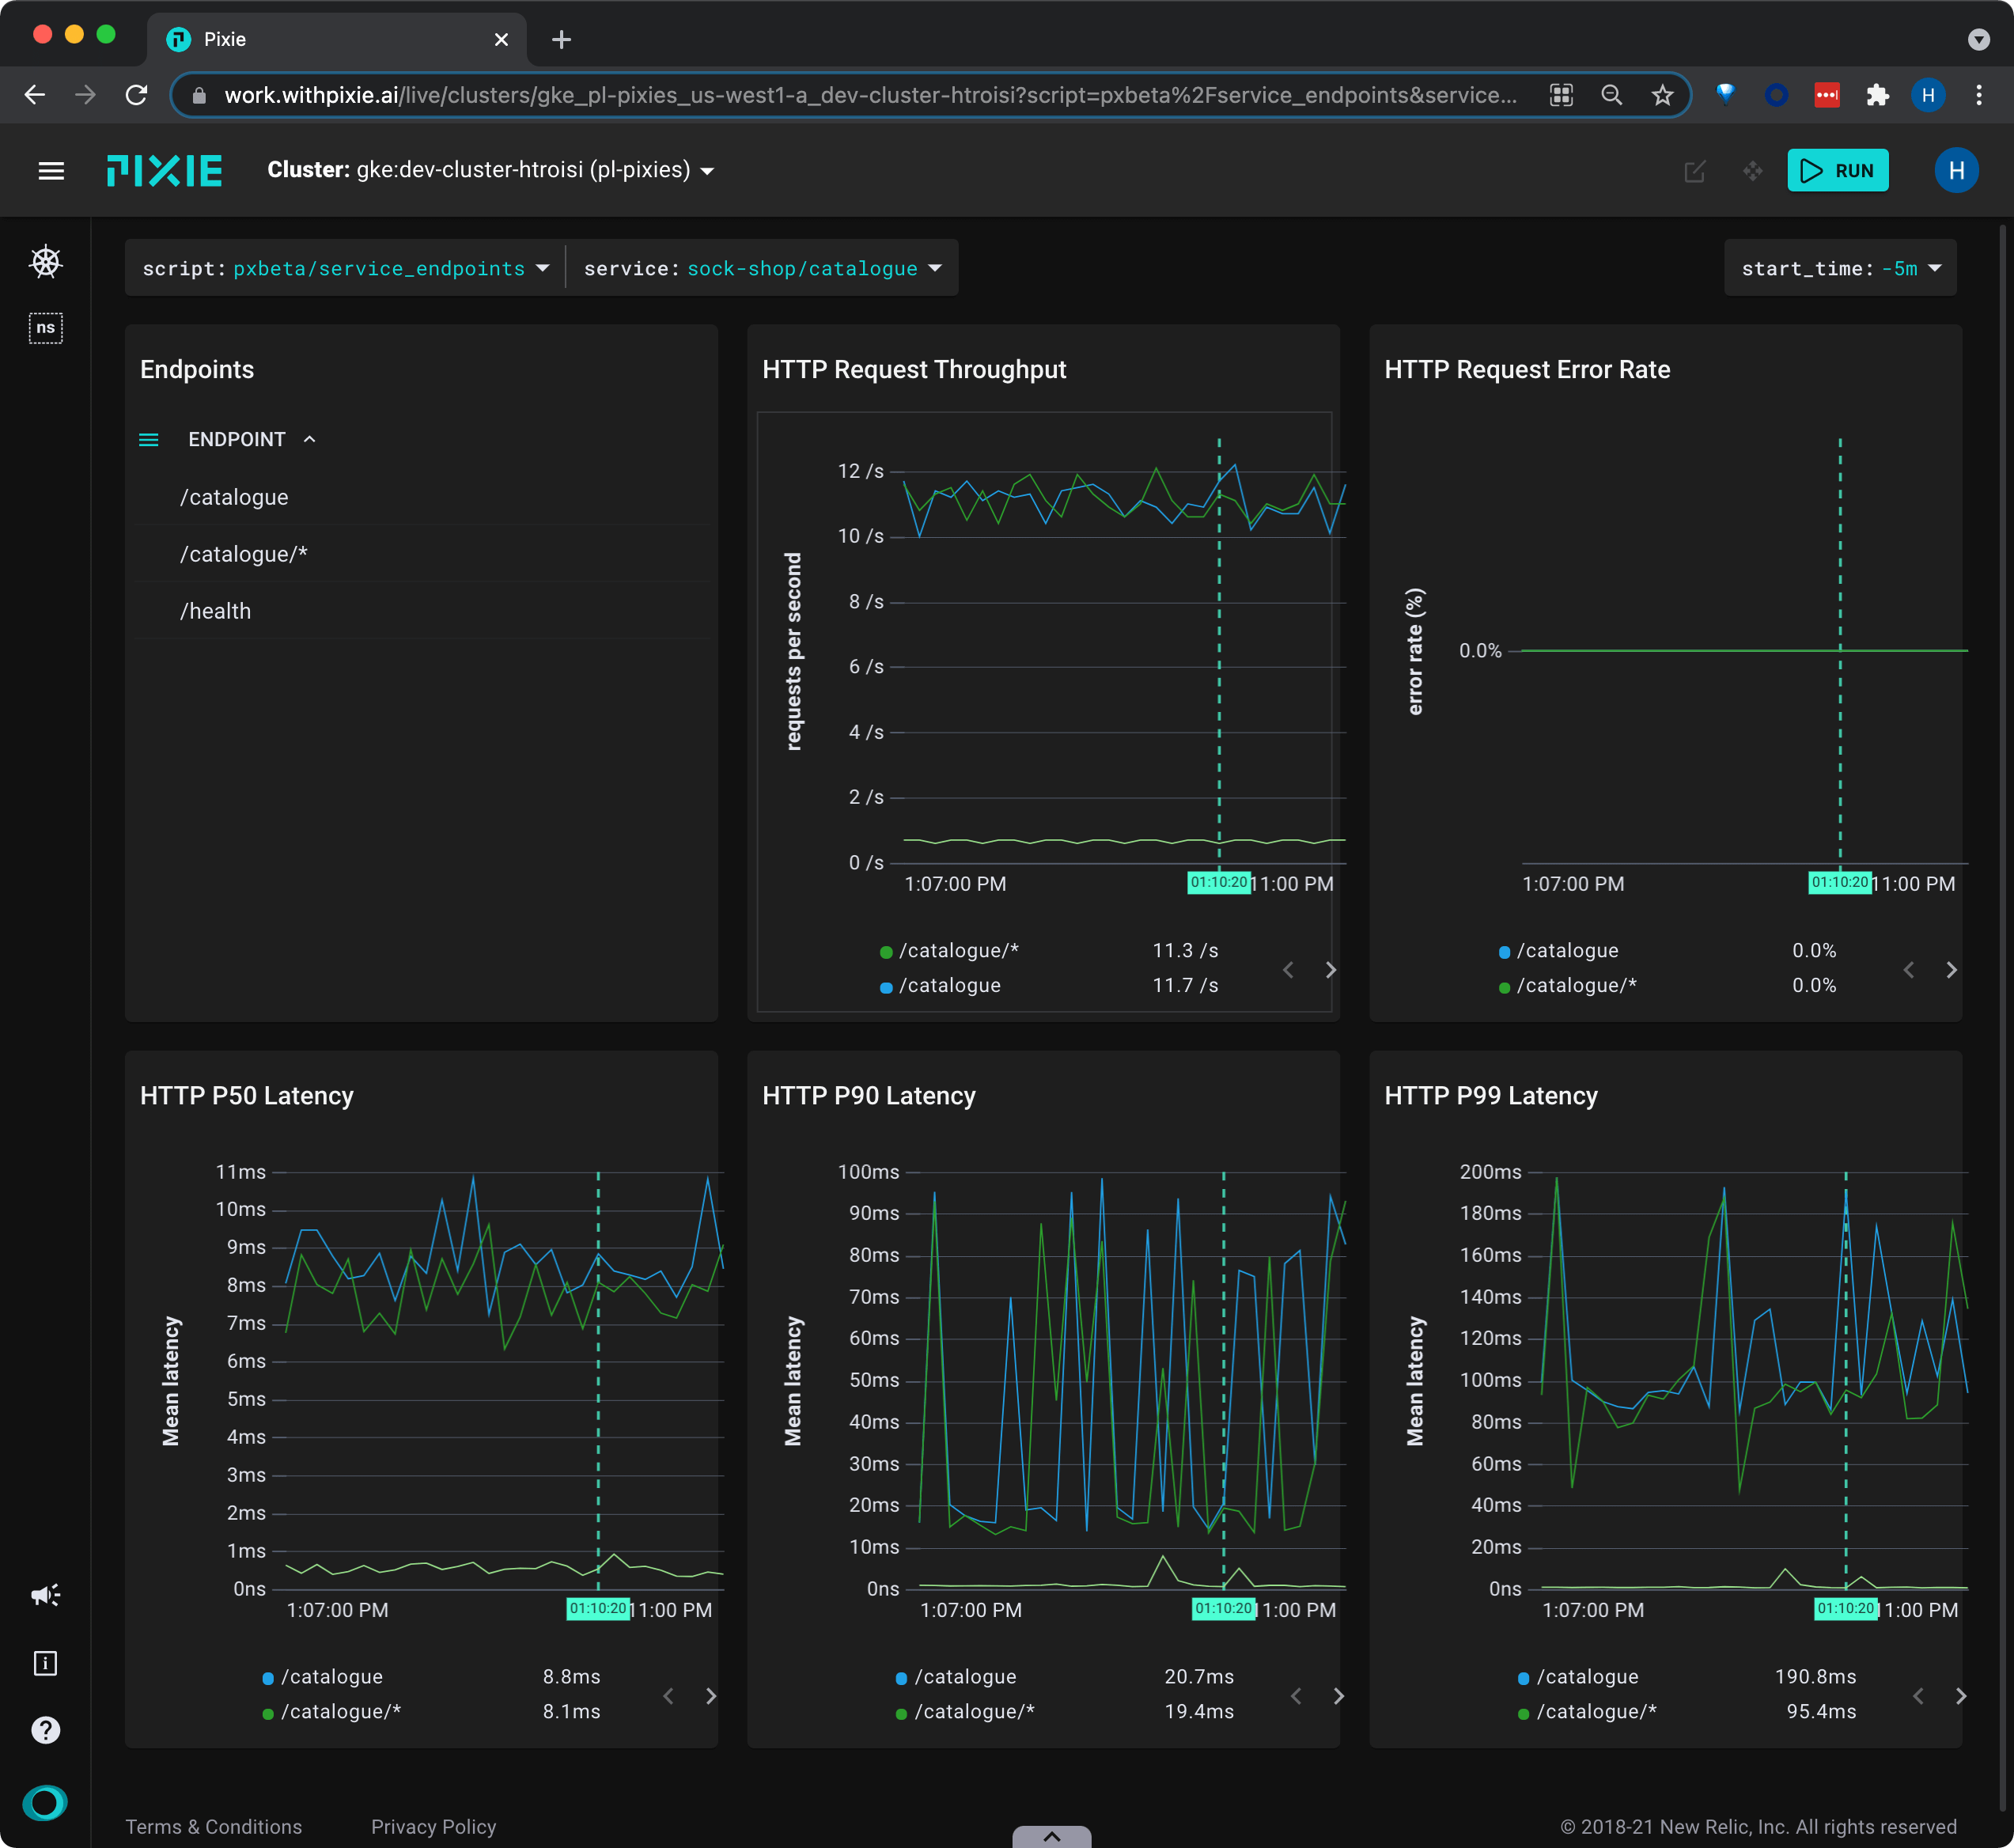 Pixie
work.withpixie.ai/live/clusters/gke_pl-pixies_us-west1-a_dev-cluster-htroisi?script=pxbeta%2Fservice_endpoints&service...
H
PIXIE
Cluster: gke:dev-cluster-htroisi (pl-pixies)
RUN
H
script: pxbeta/service_endpoints
service: sock-shop/catalogue
start_time: -5m
ns
Endpoints
ENDPOINT
/catalogue
/catalogue/*
/health
HTTP Request Throughput
requests per second
12 /s
10 /s
8 /s
6 /s
4 /s
2 /s
0 /s
1:07:00 PM
01:10:20
11:00 PM
/catalogue/* 11.3 /s
/catalogue 11.7 /s
HTTP Request Error Rate
error rate (%)
0.0%
1:07:00 PM
01:10:20
11:00 PM
/catalogue 0.0%
/catalogue/* 0.0%
HTTP P50 Latency
Mean latency
11ms
10ms
9ms
8ms
7ms
6ms
5ms
4ms
3ms
2ms
1ms
0ns
1:07:00 PM
01:10:20
11:00 PM
/catalogue 8.8ms
/catalogue/* 8.1ms
HTTP P90 Latency
Mean latency
100ms
90ms
80ms
70ms
60ms
50ms
40ms
30ms
20ms
10ms
0ns
1:07:00 PM
01:10:20
11:00 PM
/catalogue 20.7ms
/catalogue/* 19.4ms
HTTP P99 Latency
Mean latency
200ms
180ms
160ms
140ms
120ms
100ms
80ms
60ms
40ms
20ms
0ns
1:07:00 PM
01:10:20
11:00 PM
/catalogue 190.8ms
/catalogue/* 95.4ms
Terms & Conditions
Privacy Policy
© 2018-21 New Relic, Inc. All rights reserved